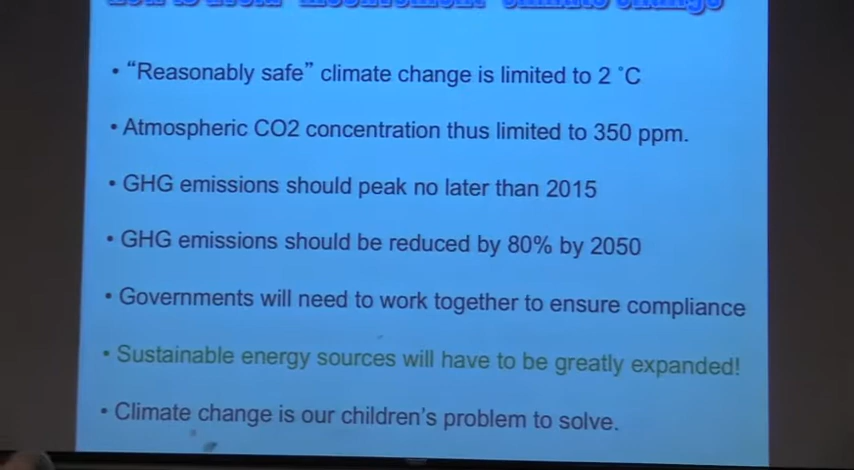 • "Reasonably safe" climate change is limited to 2 °C
• Atmospheric CO2 concentration thus limited to 350 ppm.
• GHG emissions should peak no later than 2015
• GHG emissions should be reduced by 80% by 2050
• Governments will need to work together to ensure compliance
• Sustainable energy sources will have to be greatly expanded!
• Climate change is our children's problem to solve.